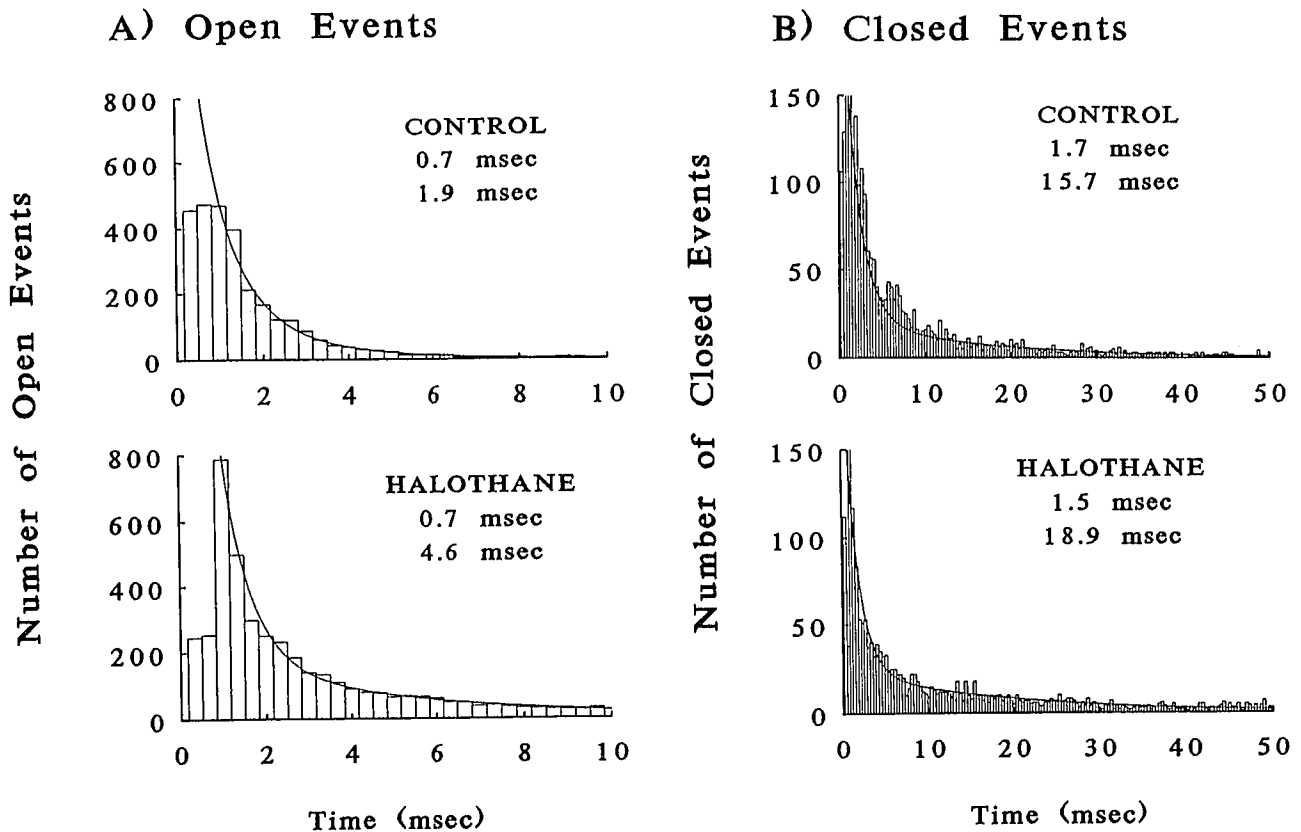 A) Open Events
Number of Open Events
800
600
400
200
0
CONTROL
0.7 msec
1.9 msec
0 2 4 6 8 10
800
600
400
200
0
HALOTHANE
0.7 msec
4.6 msec
0 2 4 6 8 10
Time (msec)
B) Closed Events
Number of Closed Events
150
100
50
0
CONTROL
1.7 msec
15.7 msec
0 10 20 30 40 50
150
100
50
0
HALOTHANE
1.5 msec
18.9 msec
0 10 20 30 40 50
Time (msec)